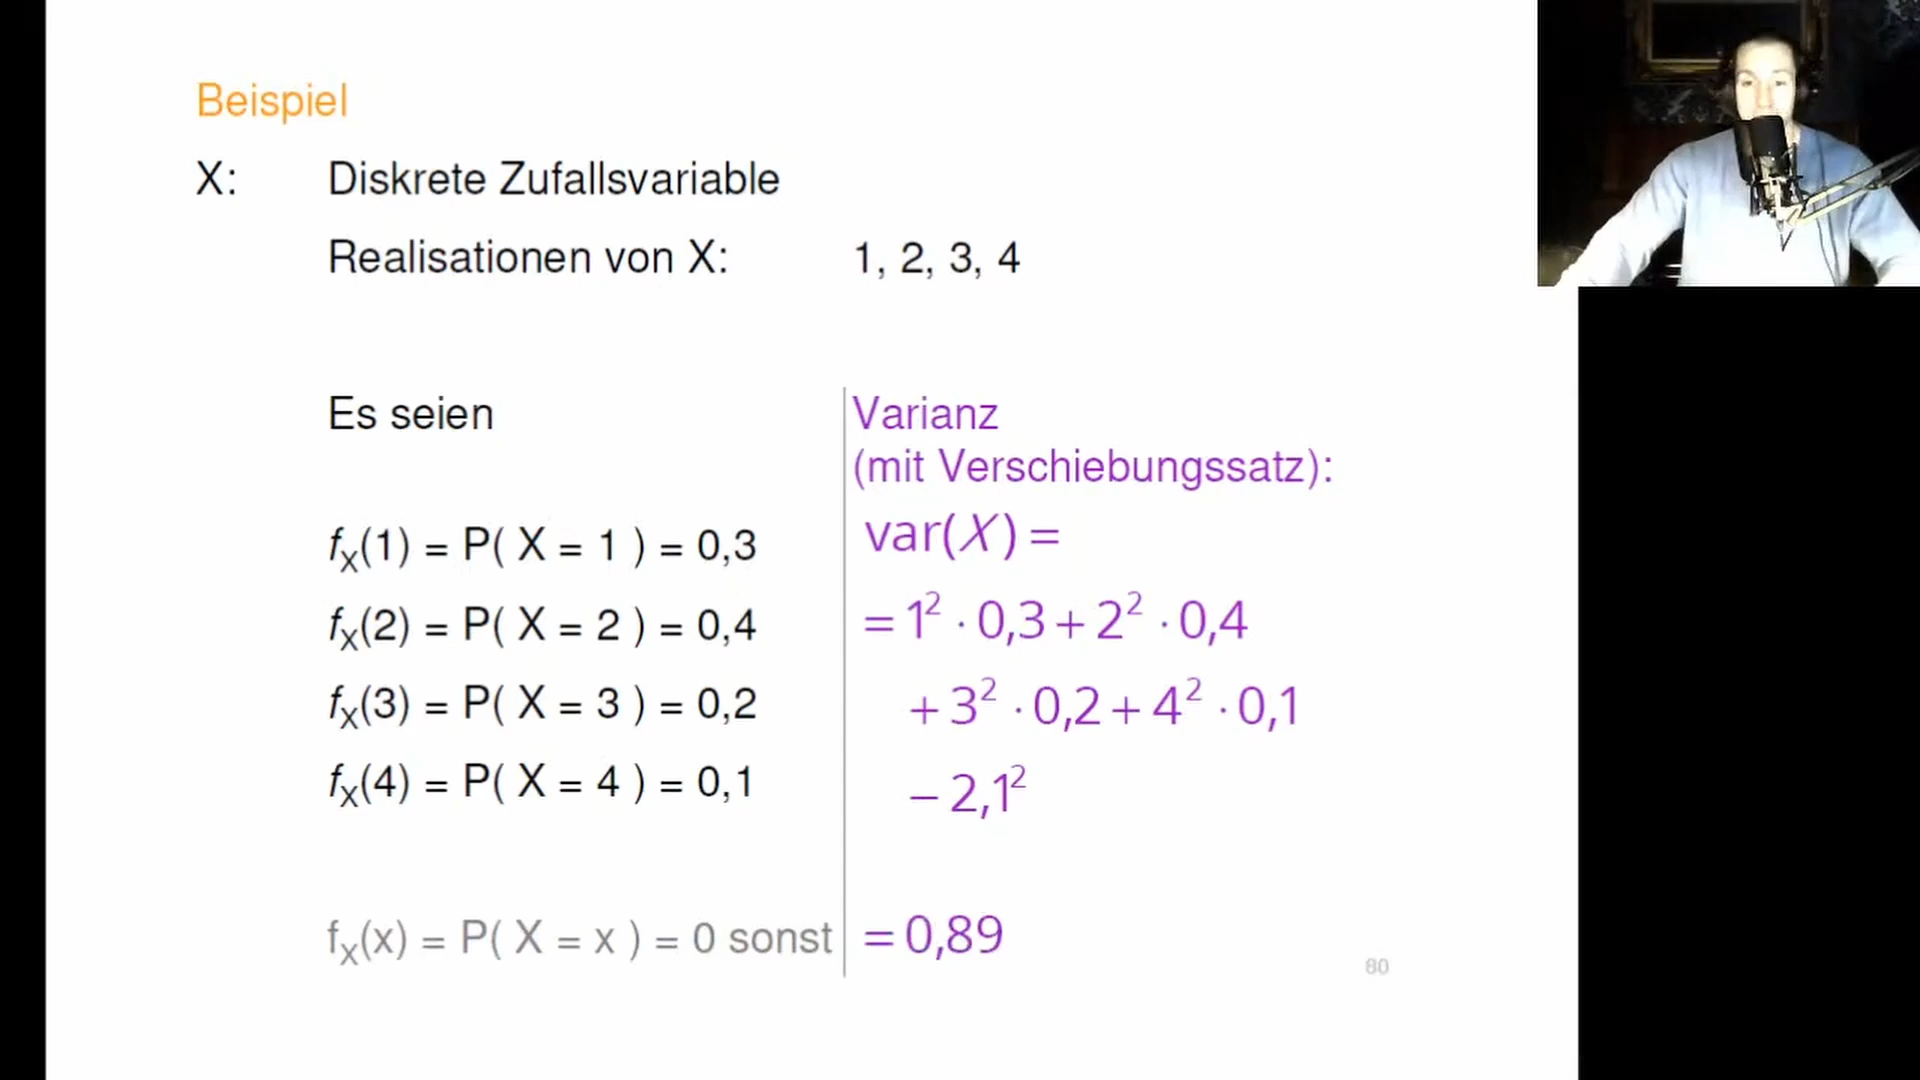 Beispiel
X: Diskrete Zufallsvariable
Realisationen von X: 1, 2, 3, 4
Es seien
f_X(1) = P( X = 1 ) = 0,3
f_X(2) = P( X = 2 ) = 0,4
f_X(3) = P( X = 3 ) = 0,2
f_X(4) = P( X = 4 ) = 0,1
f_X(x) = P( X = x ) = 0 sonst
Varianz
(mit Verschiebungssatz):
var(X) =
= 1² · 0,3 + 2² · 0,4
+ 3² · 0,2 + 4² · 0,1
− 2,1²
= 0,89
80